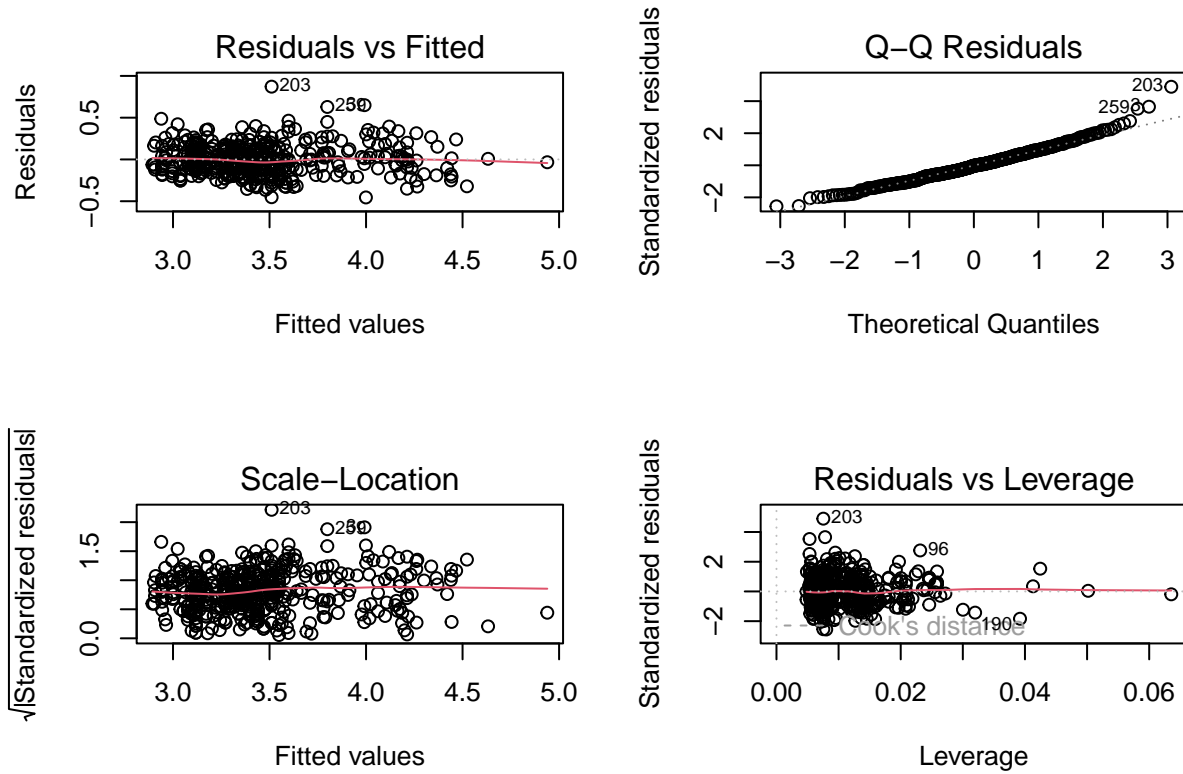 Residuals vs Fitted
Residuals
0.5
−0.5
3.0 3.5 4.0 4.5 5.0
Fitted values
203
259
Q−Q Residuals
Standardized residuals
2
−2
−3 −2 −1 0 1 2 3
Theoretical Quantiles
203
259
Scale−Location
√|Standardized residuals|
1.5
0.0
3.0 3.5 4.0 4.5 5.0
Fitted values
203
259
Residuals vs Leverage
Standardized residuals
2
−2
0.00 0.02 0.04 0.06
Leverage
203
96
190
Cook's distance